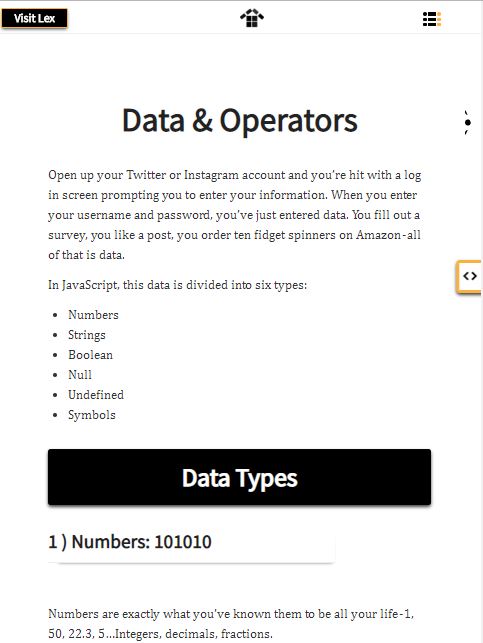 Visit Lex
Data & Operators
Open up your Twitter or Instagram account and you're hit with a log
in screen prompting you to enter your information. When you enter
your username and password, you've just entered data. You fill out a
survey, you like a post, you order ten fidget spinners on Amazon-all
of that is data.
In JavaScript, this data is divided into six types:
• Numbers
• Strings
• Boolean
• Null
• Undefined
• Symbols
Data Types
1 ) Numbers: 101010
Numbers are exactly what you've known them to be all your life-1,
50, 22.3, 5...Integers, decimals, fractions.